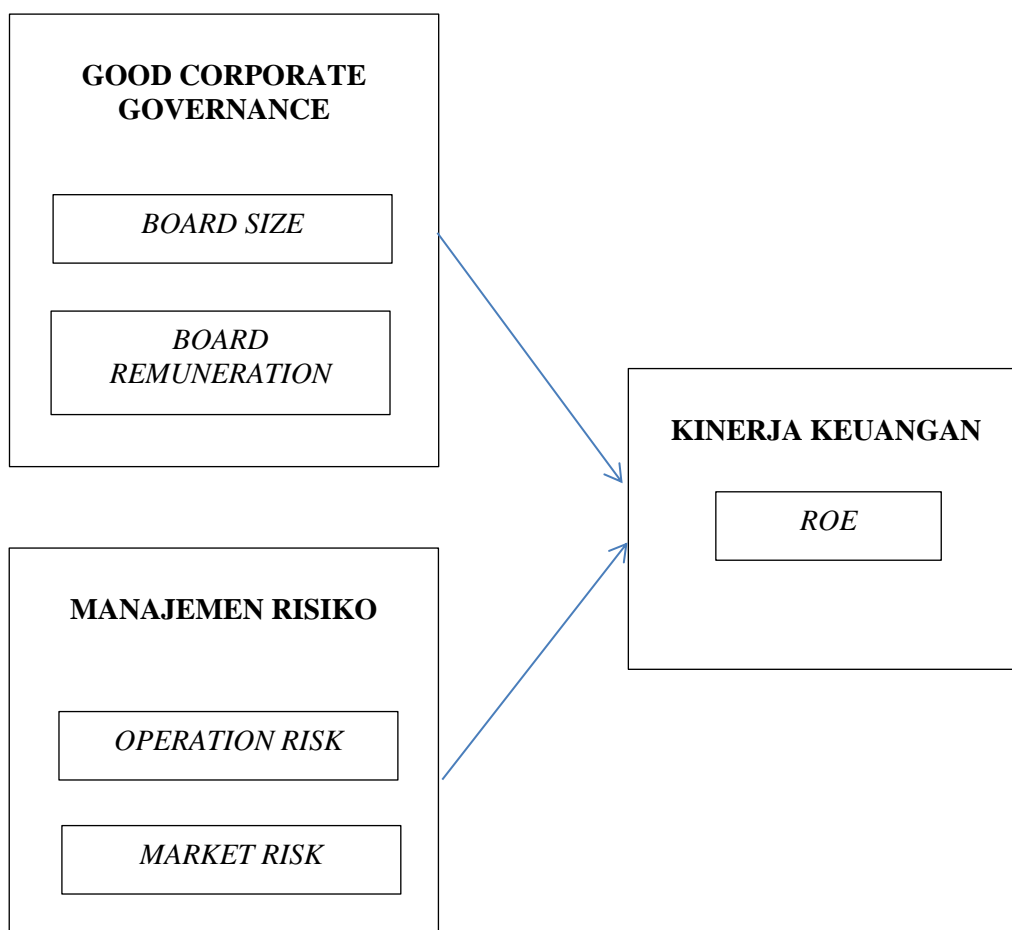 GOOD CORPORATE
GOVERNANCE
BOARD SIZE
BOARD
REMUNERATION
KINERJA KEUANGAN
ROE
MANAJEMEN RISIKO
OPERATION RISK
MARKET RISK